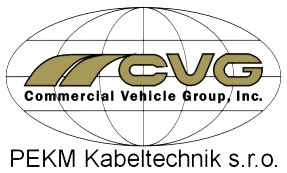 CVG
Commercial Vehicle Group, Inc.
PEKM Kabeltechnik s.r.o.